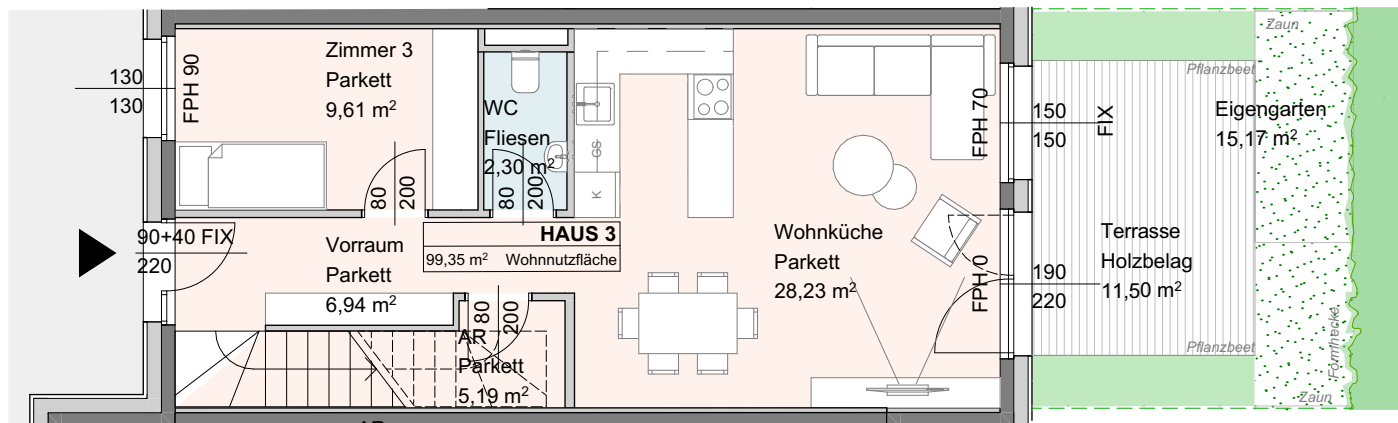 Zimmer 3
Parkett
9,61 m²
130
130
FPH 90
WC
Fliesen
2,30 m²
GS
K
80
200
80
200
90+40 FIX
220
Vorraum
Parkett
6,94 m²
HAUS 3
99,35 m² Wohnnutzfläche
80
200
AR
Parkett
5,19 m²
Wohnküche
Parkett
28,23 m²
FPH 70
150
150
FIX
FPH 0
190
220
Terrasse
Holzbelag
11,50 m²
Zaun
Pflanzbeet
Eigengarten
15,17 m²
Formhecke
Pflanzbeet
Zaun